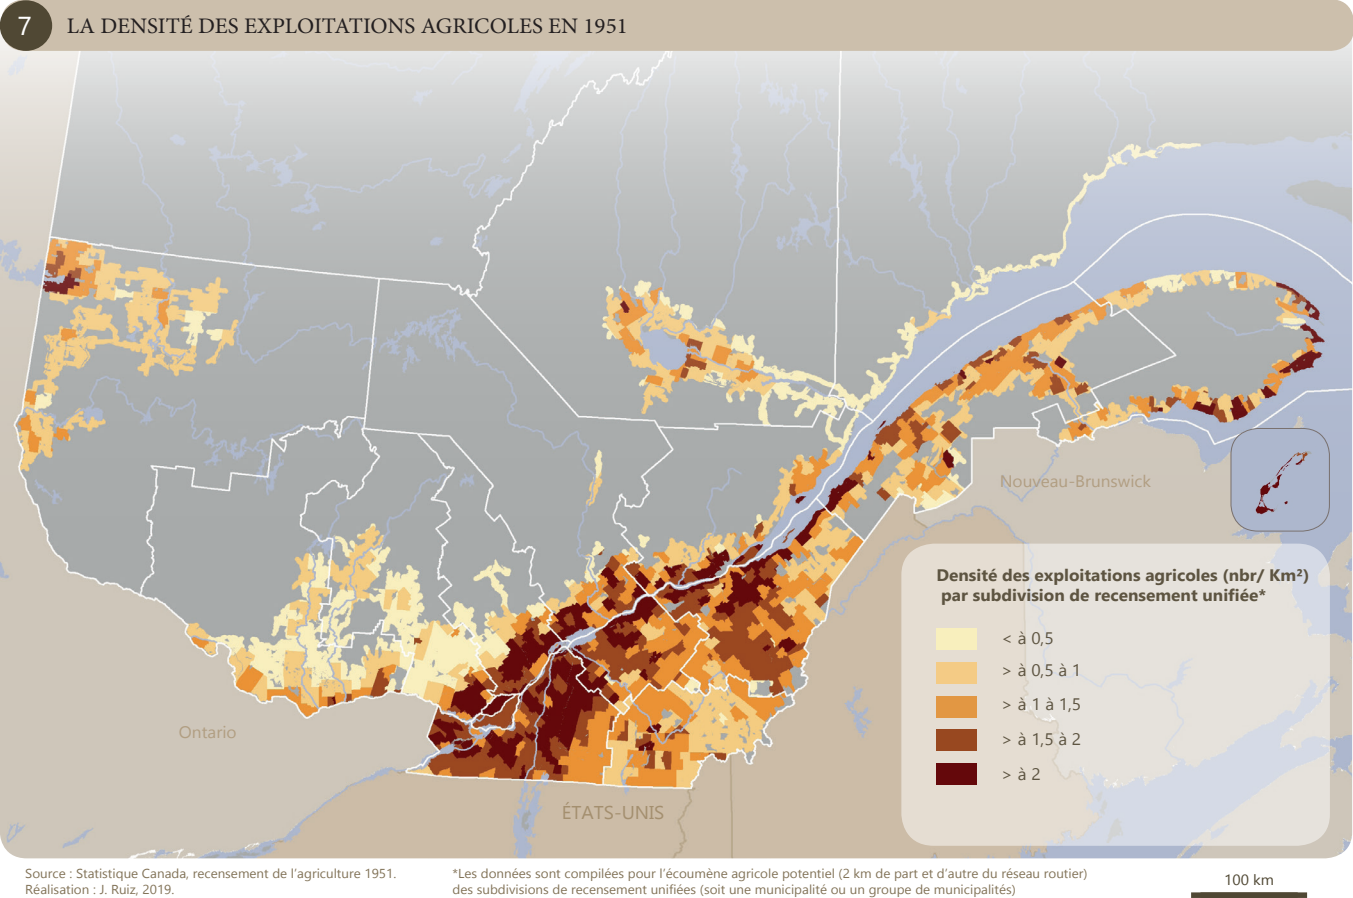 7
LA DENSITÉ DES EXPLOITATIONS AGRICOLES EN 1951
Nouveau-Brunswick
Densité des exploitations agricoles (nbr/ Km²)
par subdivision de recensement unifiée*
< à 0,5
> à 0,5 à 1
> à 1 à 1,5
> à 1,5 à 2
> à 2
Ontario
ÉTATS-UNIS
Source : Statistique Canada, recensement de l'agriculture 1951.
Réalisation : J. Ruiz, 2019.
*Les données sont compilées pour l'écoumène agricole potentiel (2 km de part et d'autre du réseau routier)
des subdivisions de recensement unifiées (soit une municipalité ou un groupe de municipalités)
100 km